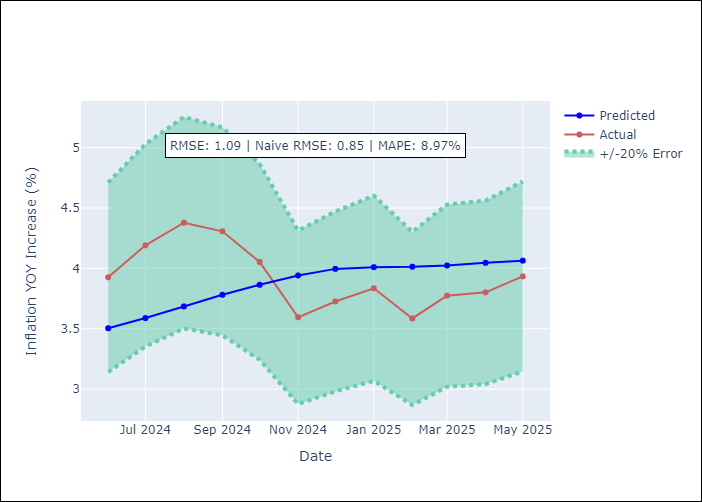 RMSE: 1.09 | Naive RMSE: 0.85 | MAPE: 8.97%
Predicted
Actual
+/-20% Error
Inflation YOY Increase (%)
5
4.5
4
3.5
3
Jul 2024
Sep 2024
Nov 2024
Jan 2025
Mar 2025
May 2025
Date